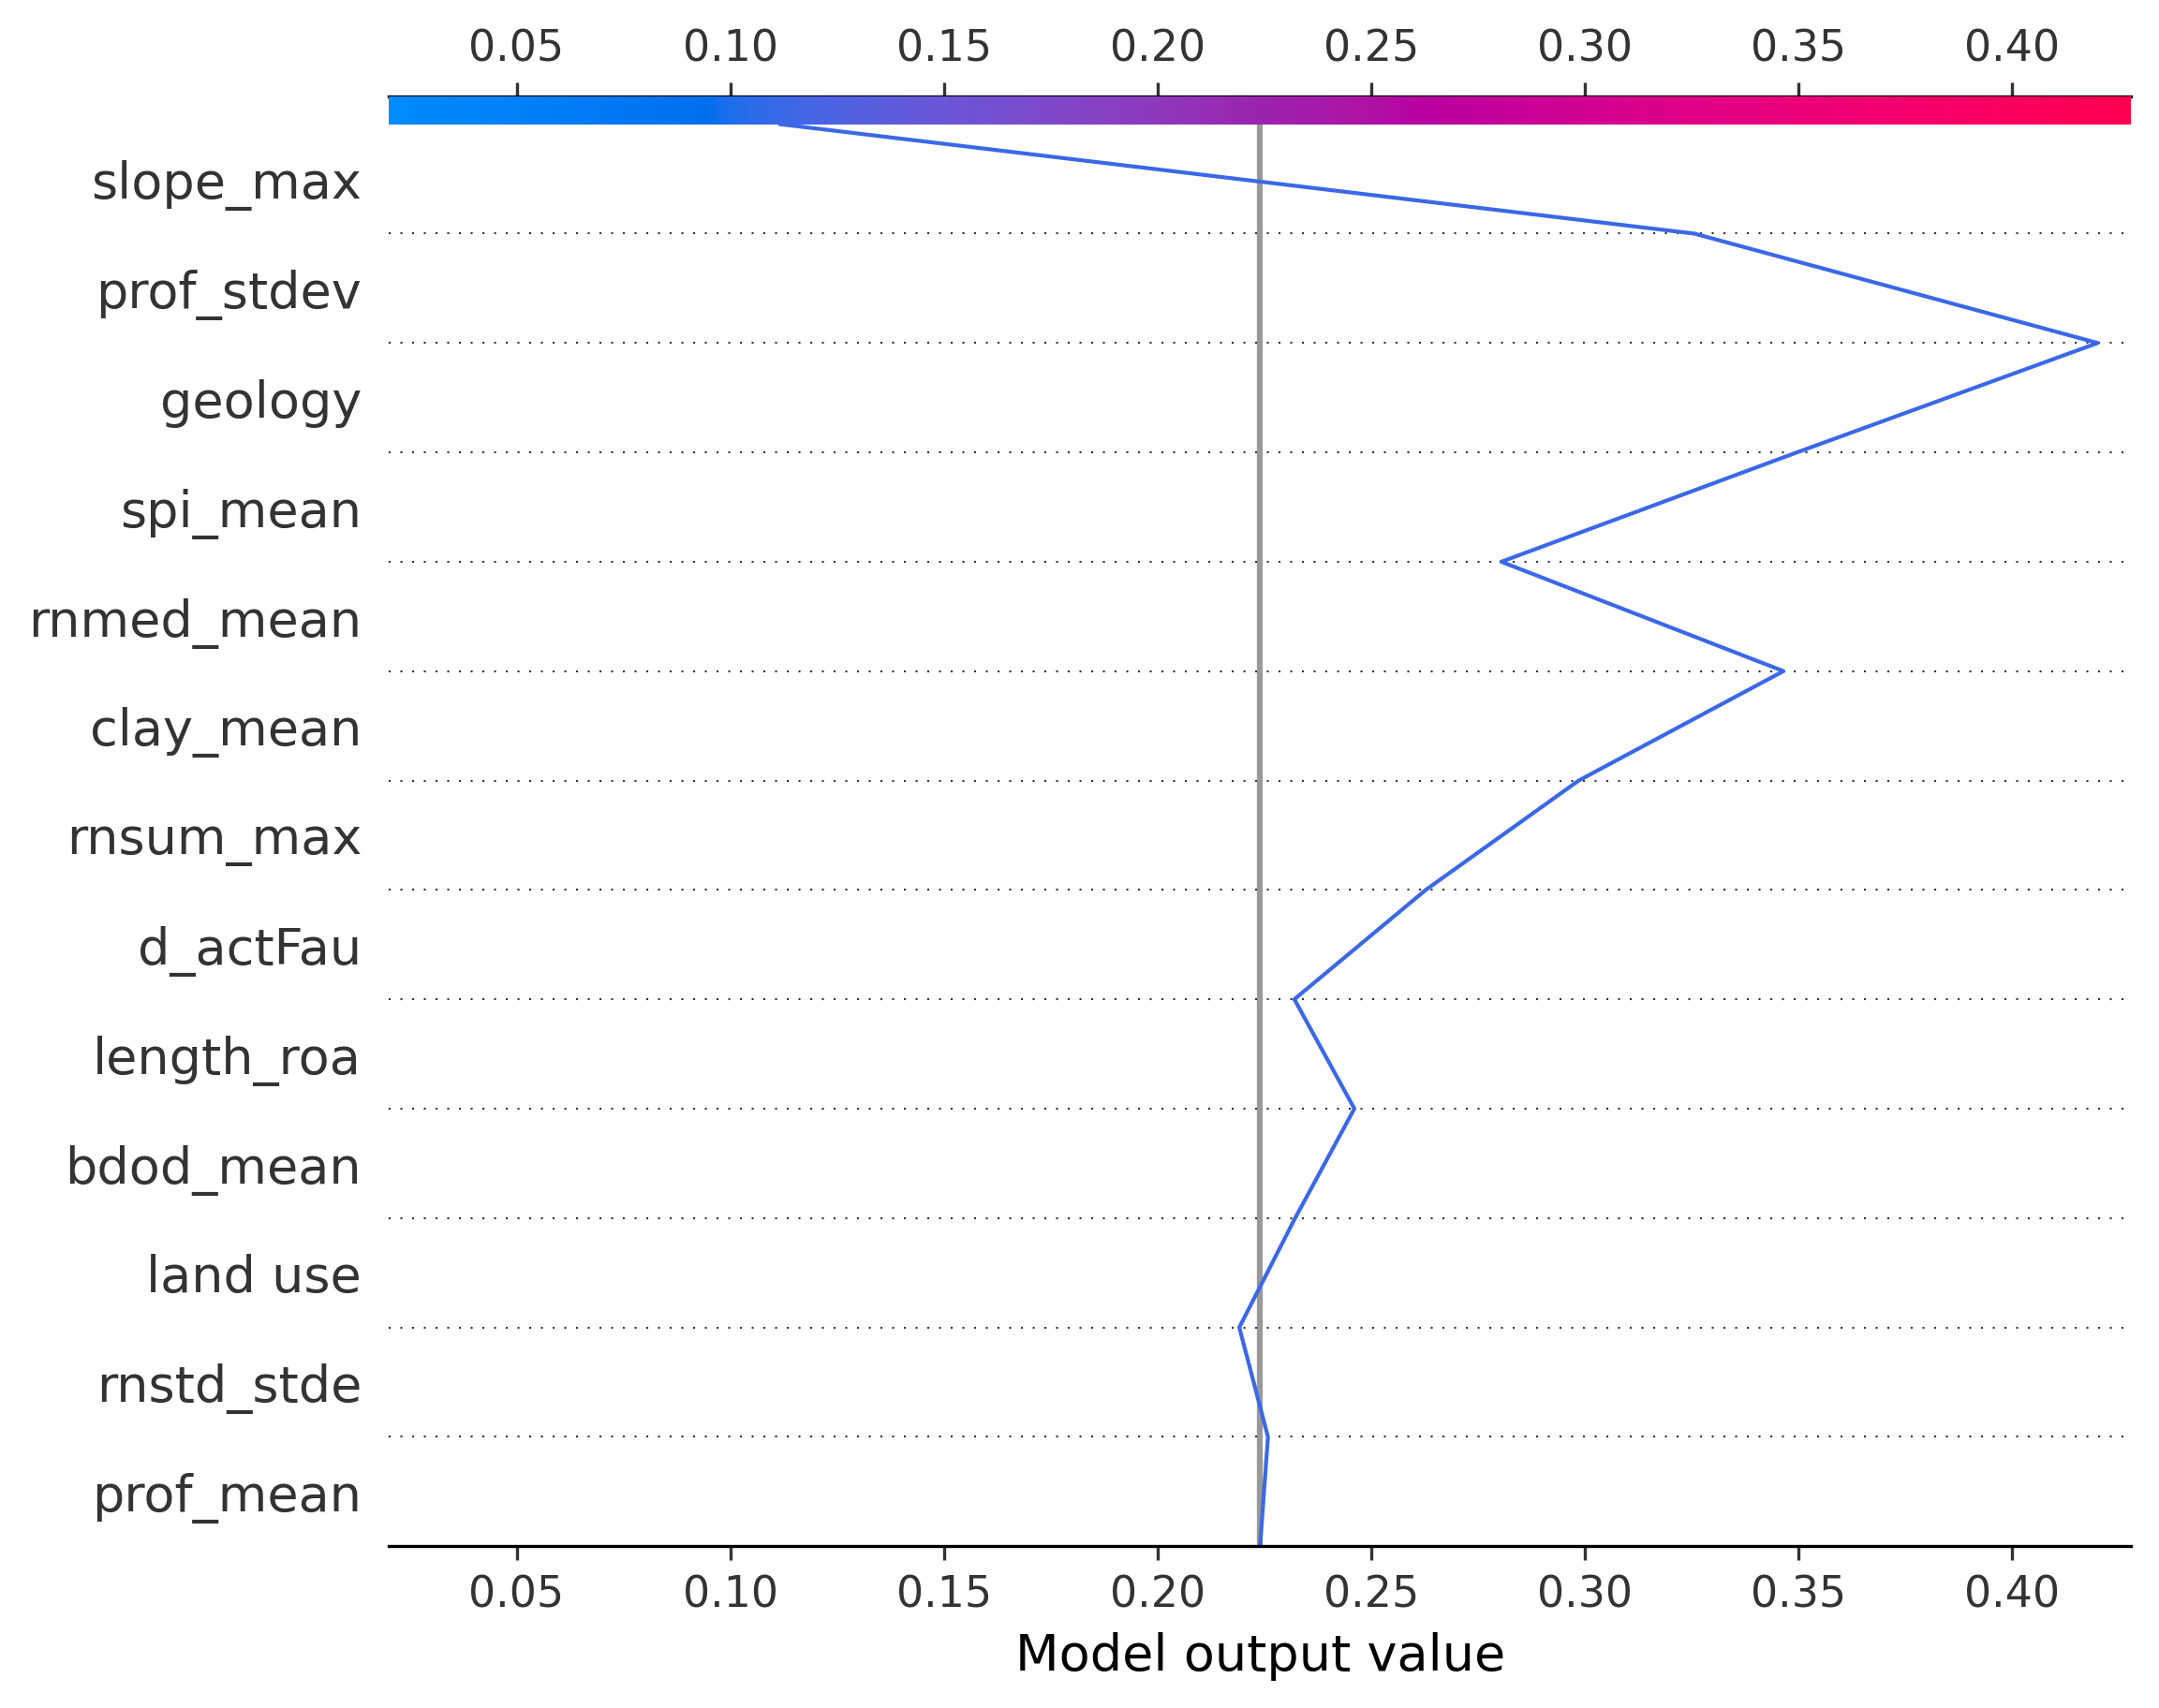 0.05 0.10 0.15 0.20 0.25 0.30 0.35 0.40
slope_max
prof_stdev
geology
spi_mean
rnmed_mean
clay_mean
rnsum_max
d_actFau
length_roa
bdod_mean
land use
rnstd_stde
prof_mean
0.05 0.10 0.15 0.20 0.25 0.30 0.35 0.40
Model output value